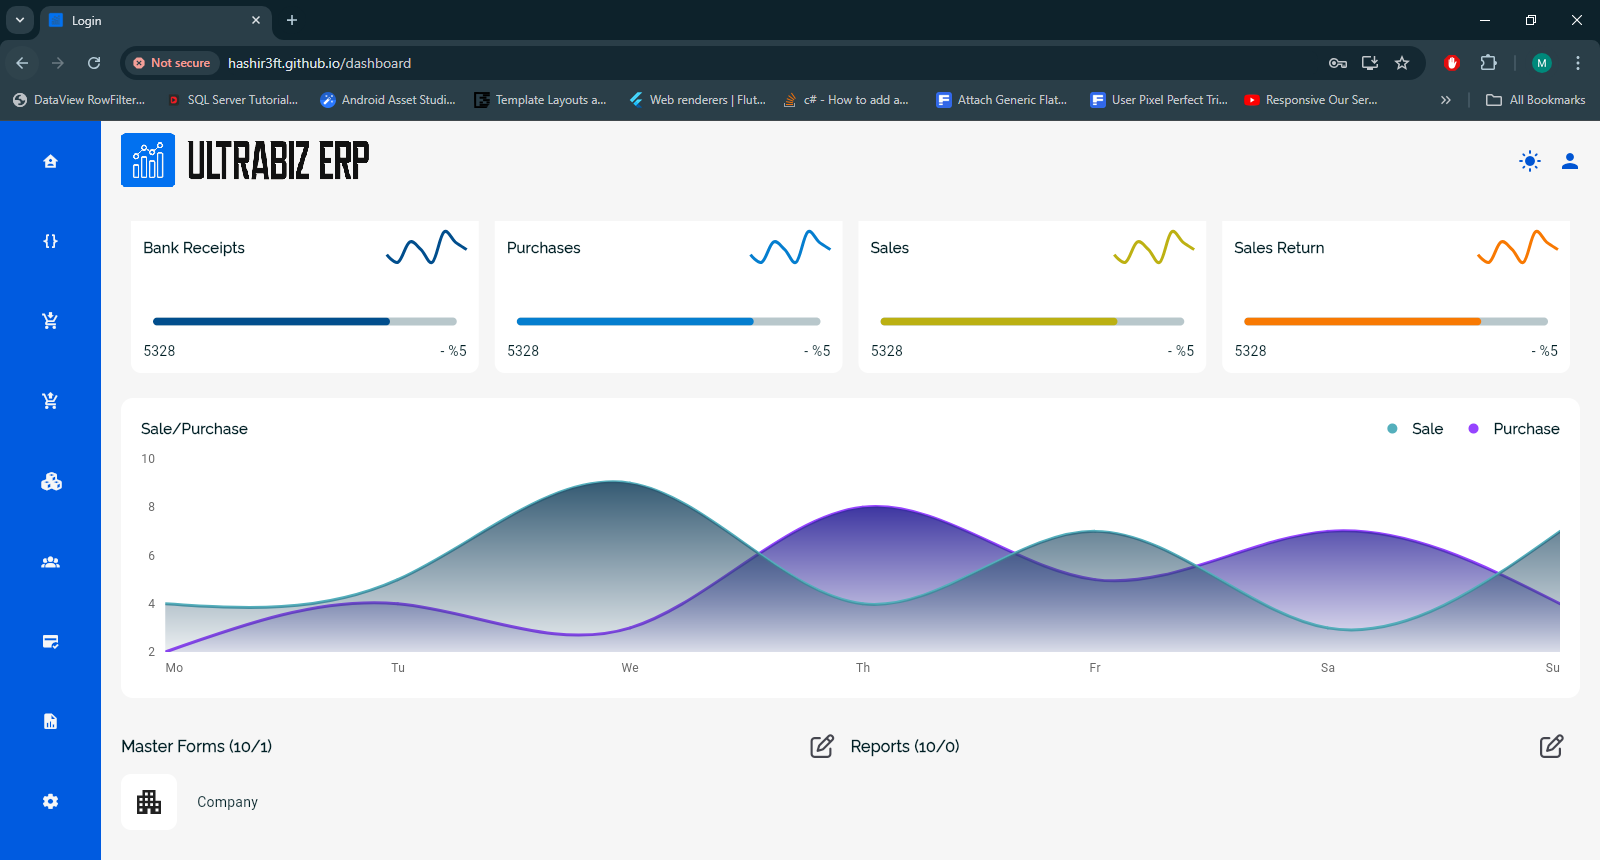 Login
Not secure
hashir3ft.github.io/dashboard
M
DataView RowFilter...
SQL Server Tutorial...
Android Asset Studi...
Template Layouts a...
Web renderers | Flut...
c# - How to add a...
Attach Generic Flat...
User Pixel Perfect Tri...
Responsive Our Ser...
All Bookmarks
ULTRABIZ ERP
Bank Receipts
5328
- %5
Purchases
5328
- %5
Sales
5328
- %5
Sales Return
5328
- %5
Sale/Purchase
Sale
Purchase
10
8
6
4
2
Mo Tu We Th Fr Sa Su
Master Forms (10/1)
Company
Reports (10/0)